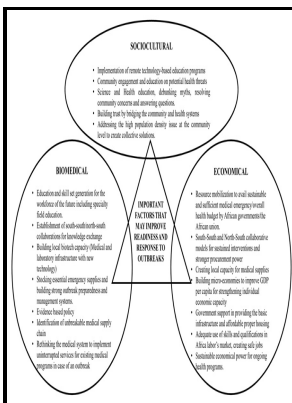 SOCIOCULTURAL
• Implementation of remote technology-based education programs
• Community engagement and education on potential health threats
• Science and Health education, debunking myths, resolving
community concerns and answering questions.
• Building trust by bridging the community and health systems
• Addressing the high population density issue at the community
level to create collective solutions.
BIOMEDICAL
• Education and skill set generation for the
workforce of the future including specialty
field education.
• Establishment of south-south/north-south
collaborations for knowledge exchange
• Building local biotech capacity (Medical and
laboratory infrastructure with new
technology)
• Stocking essential emergency supplies and
building strong outbreak preparedness and
management systems.
• Evidence based policy
• Identification of unbreakable medical supply
chain
• Rethinking the medical system to implement
uninterrupted services for existing medical
programs in case of an outbreak
IMPORTANT
FACTORS THAT
MAY IMPROVE
READINESS AND
RESPONSE TO
OUTBREAKS
ECONOMICAL
• Resource mobilization to avail sustainable
and sufficient medical emergency/overall
health budget by African governments/the
African union.
• South-South and North-South collaborative
models for sustained interventions and
stronger procurement power
• Creating local capacity for medical supplies
• Building micro-economies to improve GDP
per capita for strengthening individual
economic capacity
• Government support in providing the basic
infrastructure and affordable proper housing
• Adequate use of skills and qualifications in
Africa labor's market, creating safe jobs
• Sustainable economical power for ongoing
health programs.